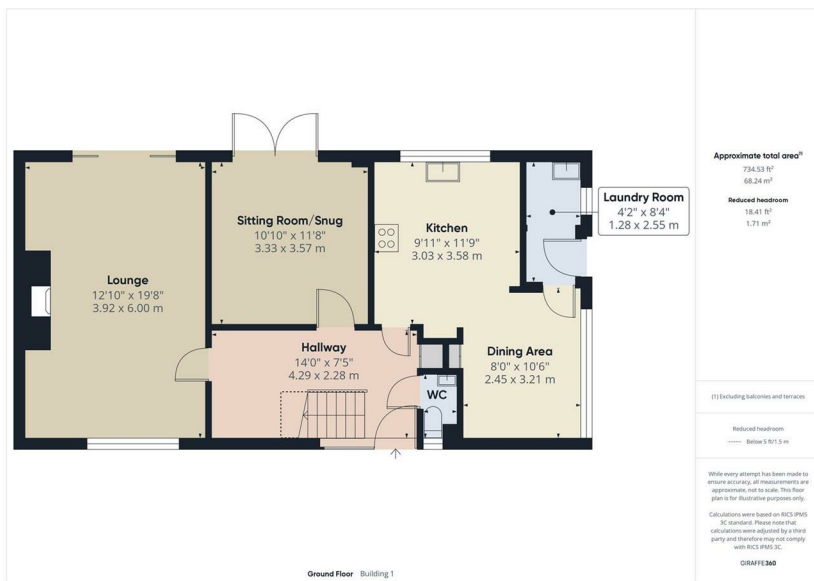 Lounge
12'10" x 19'8"
3.92 x 6.00 m
Sitting Room/Snug
10'10" x 11'8"
3.33 x 3.57 m
Kitchen
9'11" x 11'9"
3.03 x 3.58 m
Laundry Room
4'2" x 8'4"
1.28 x 2.55 m
Hallway
14'0" x 7'5"
4.29 x 2.28 m
WC
Dining Area
8'0" x 10'6"
2.45 x 3.21 m
Ground Floor Building 1
Approximate total area(1)
734.53 ft²
68.24 m²
Reduced headroom
18.41 ft²
1.71 m²
(1) Excluding balconies and terraces
Reduced headroom
------ Below 5 ft/1.5 m
While every attempt has been made to
ensure accuracy, all measurements are
approximate, not to scale. This floor
plan is for illustrative purposes only.
Calculations were based on RICS IPMS
3C standard. Please note that
calculations were adjusted by a third
party and therefore may not comply
with RICS IPMS 3C.
GIRAFFE360